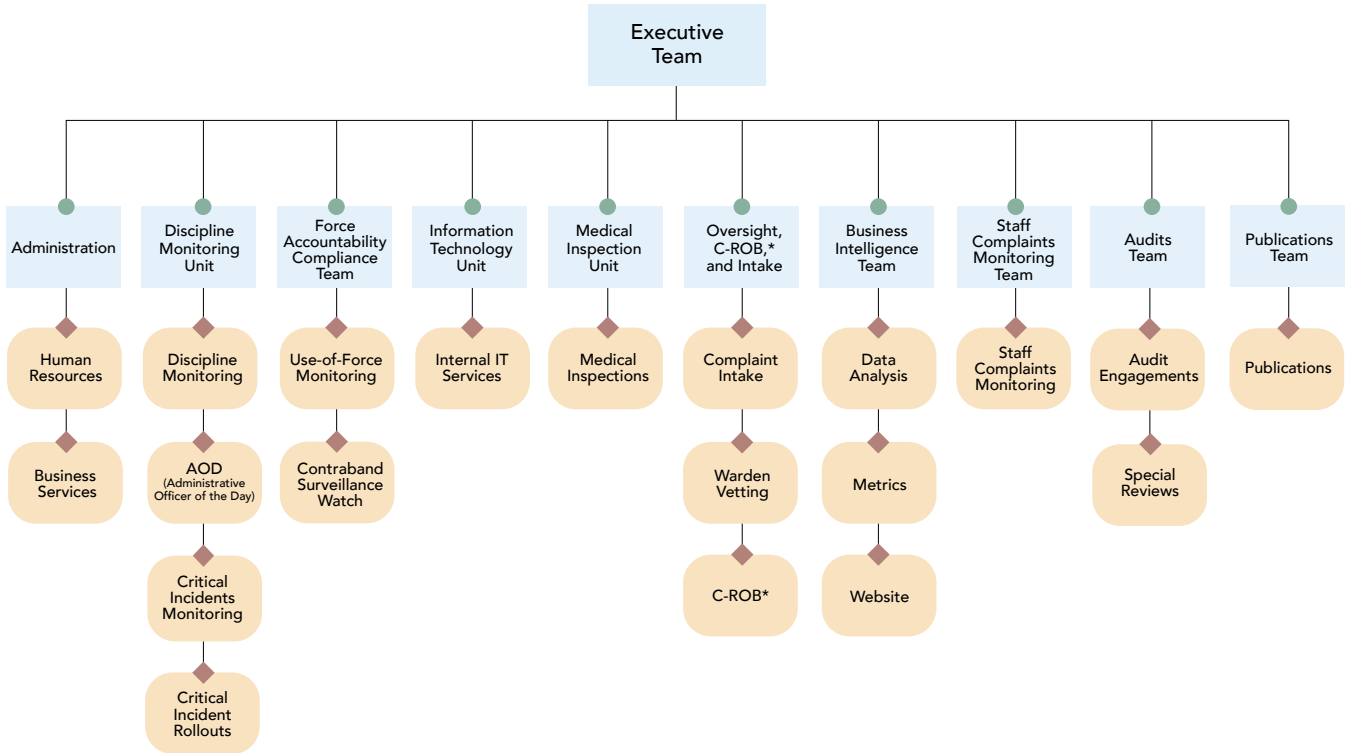 Executive
Team
Administration
Discipline
Monitoring
Unit
Force
Accountability
Compliance
Team
Information
Technology
Unit
Medical
Inspection
Unit
Oversight,
C-ROB,*
and Intake
Business
Intelligence
Team
Staff
Complaints
Monitoring
Team
Audits
Team
Publications
Team
Human
Resources
Discipline
Monitoring
Use-of-Force
Monitoring
Internal IT
Services
Medical
Inspections
Complaint
Intake
Data
Analysis
Staff
Complaints
Monitoring
Audit
Engagements
Publications
Business
Services
AOD
(Administrative
Officer of the Day)
Contraband
Surveillance
Watch
Warden
Vetting
Metrics
Special
Reviews
Critical
Incidents
Monitoring
C-ROB*
Website
Critical
Incident
Rollouts